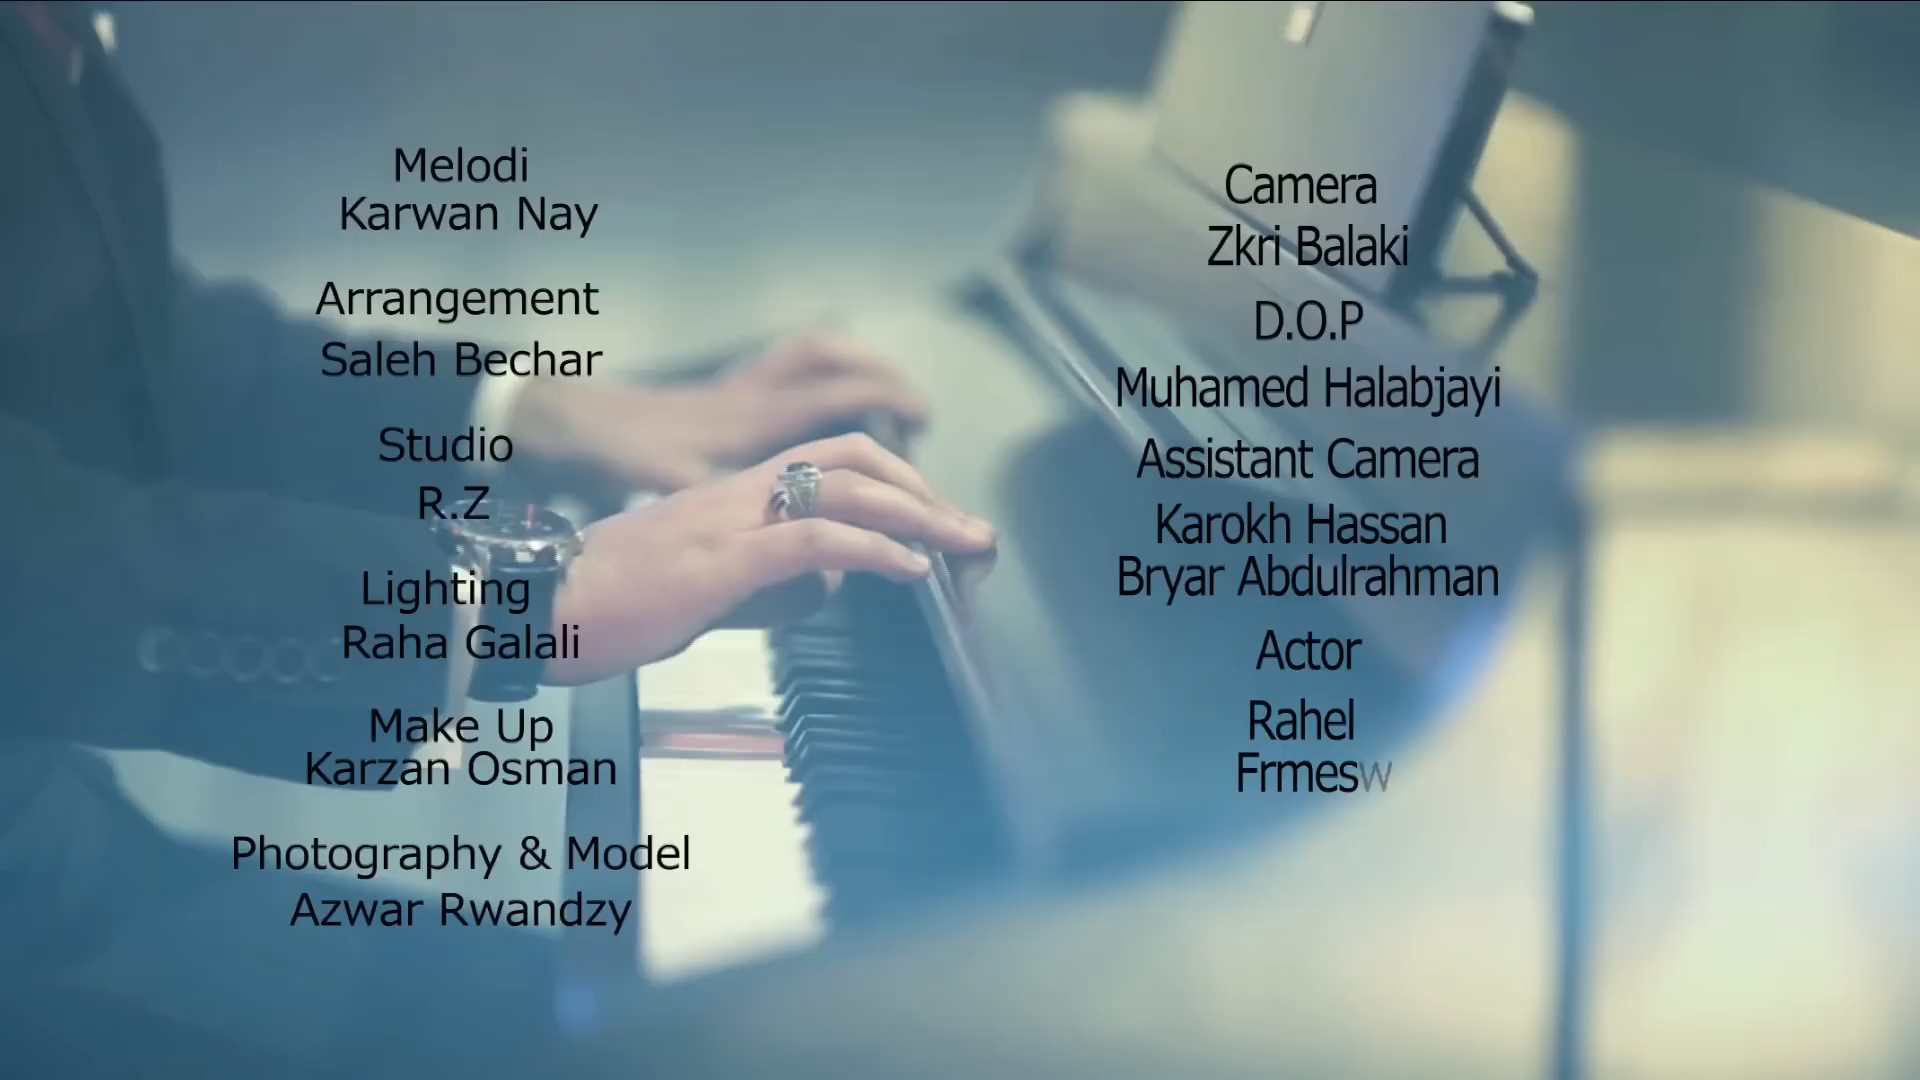 Melodi
Karwan Nay
Arrangement
Saleh Bechar
Studio
R.Z
Lighting
Raha Galali
Make Up
Karzan Osman
Photography & Model
Azwar Rwandzy
Camera
Zkri Balaki
D.O.P
Muhamed Halabjayi
Assistant Camera
Karokh Hassan
Bryar Abdulrahman
Actor
Rahel
Frmesw